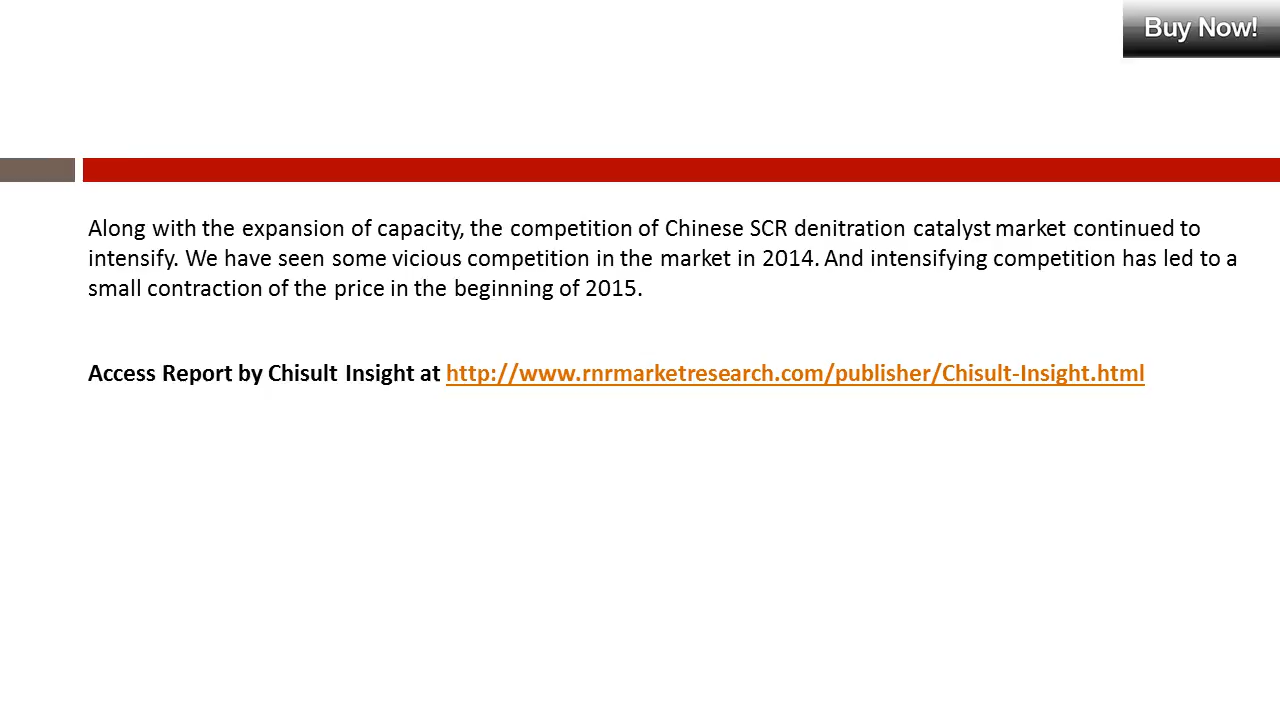 Buy Now!
Along with the expansion of capacity, the competition of Chinese SCR denitration catalyst market continued to
intensify. We have seen some vicious competition in the market in 2014. And intensifying competition has led to a
small contraction of the price in the beginning of 2015.
Access Report by Chisult Insight at http://www.rnrmarketresearch.com/publisher/Chisult-Insight.html